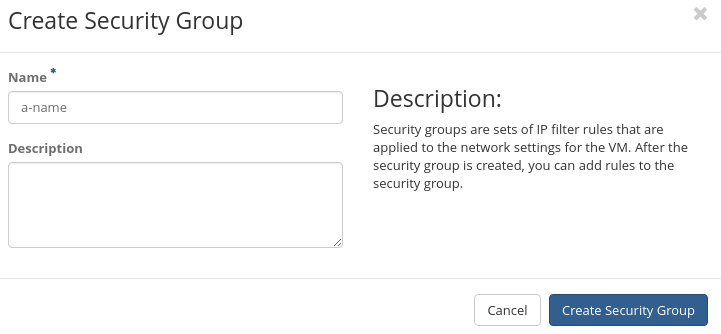 Create Security Group
Name *
a-name
Description
Description:
Security groups are sets of IP filter rules that are
applied to the network settings for the VM. After the
security group is created, you can add rules to the
security group.
Cancel
Create Security Group